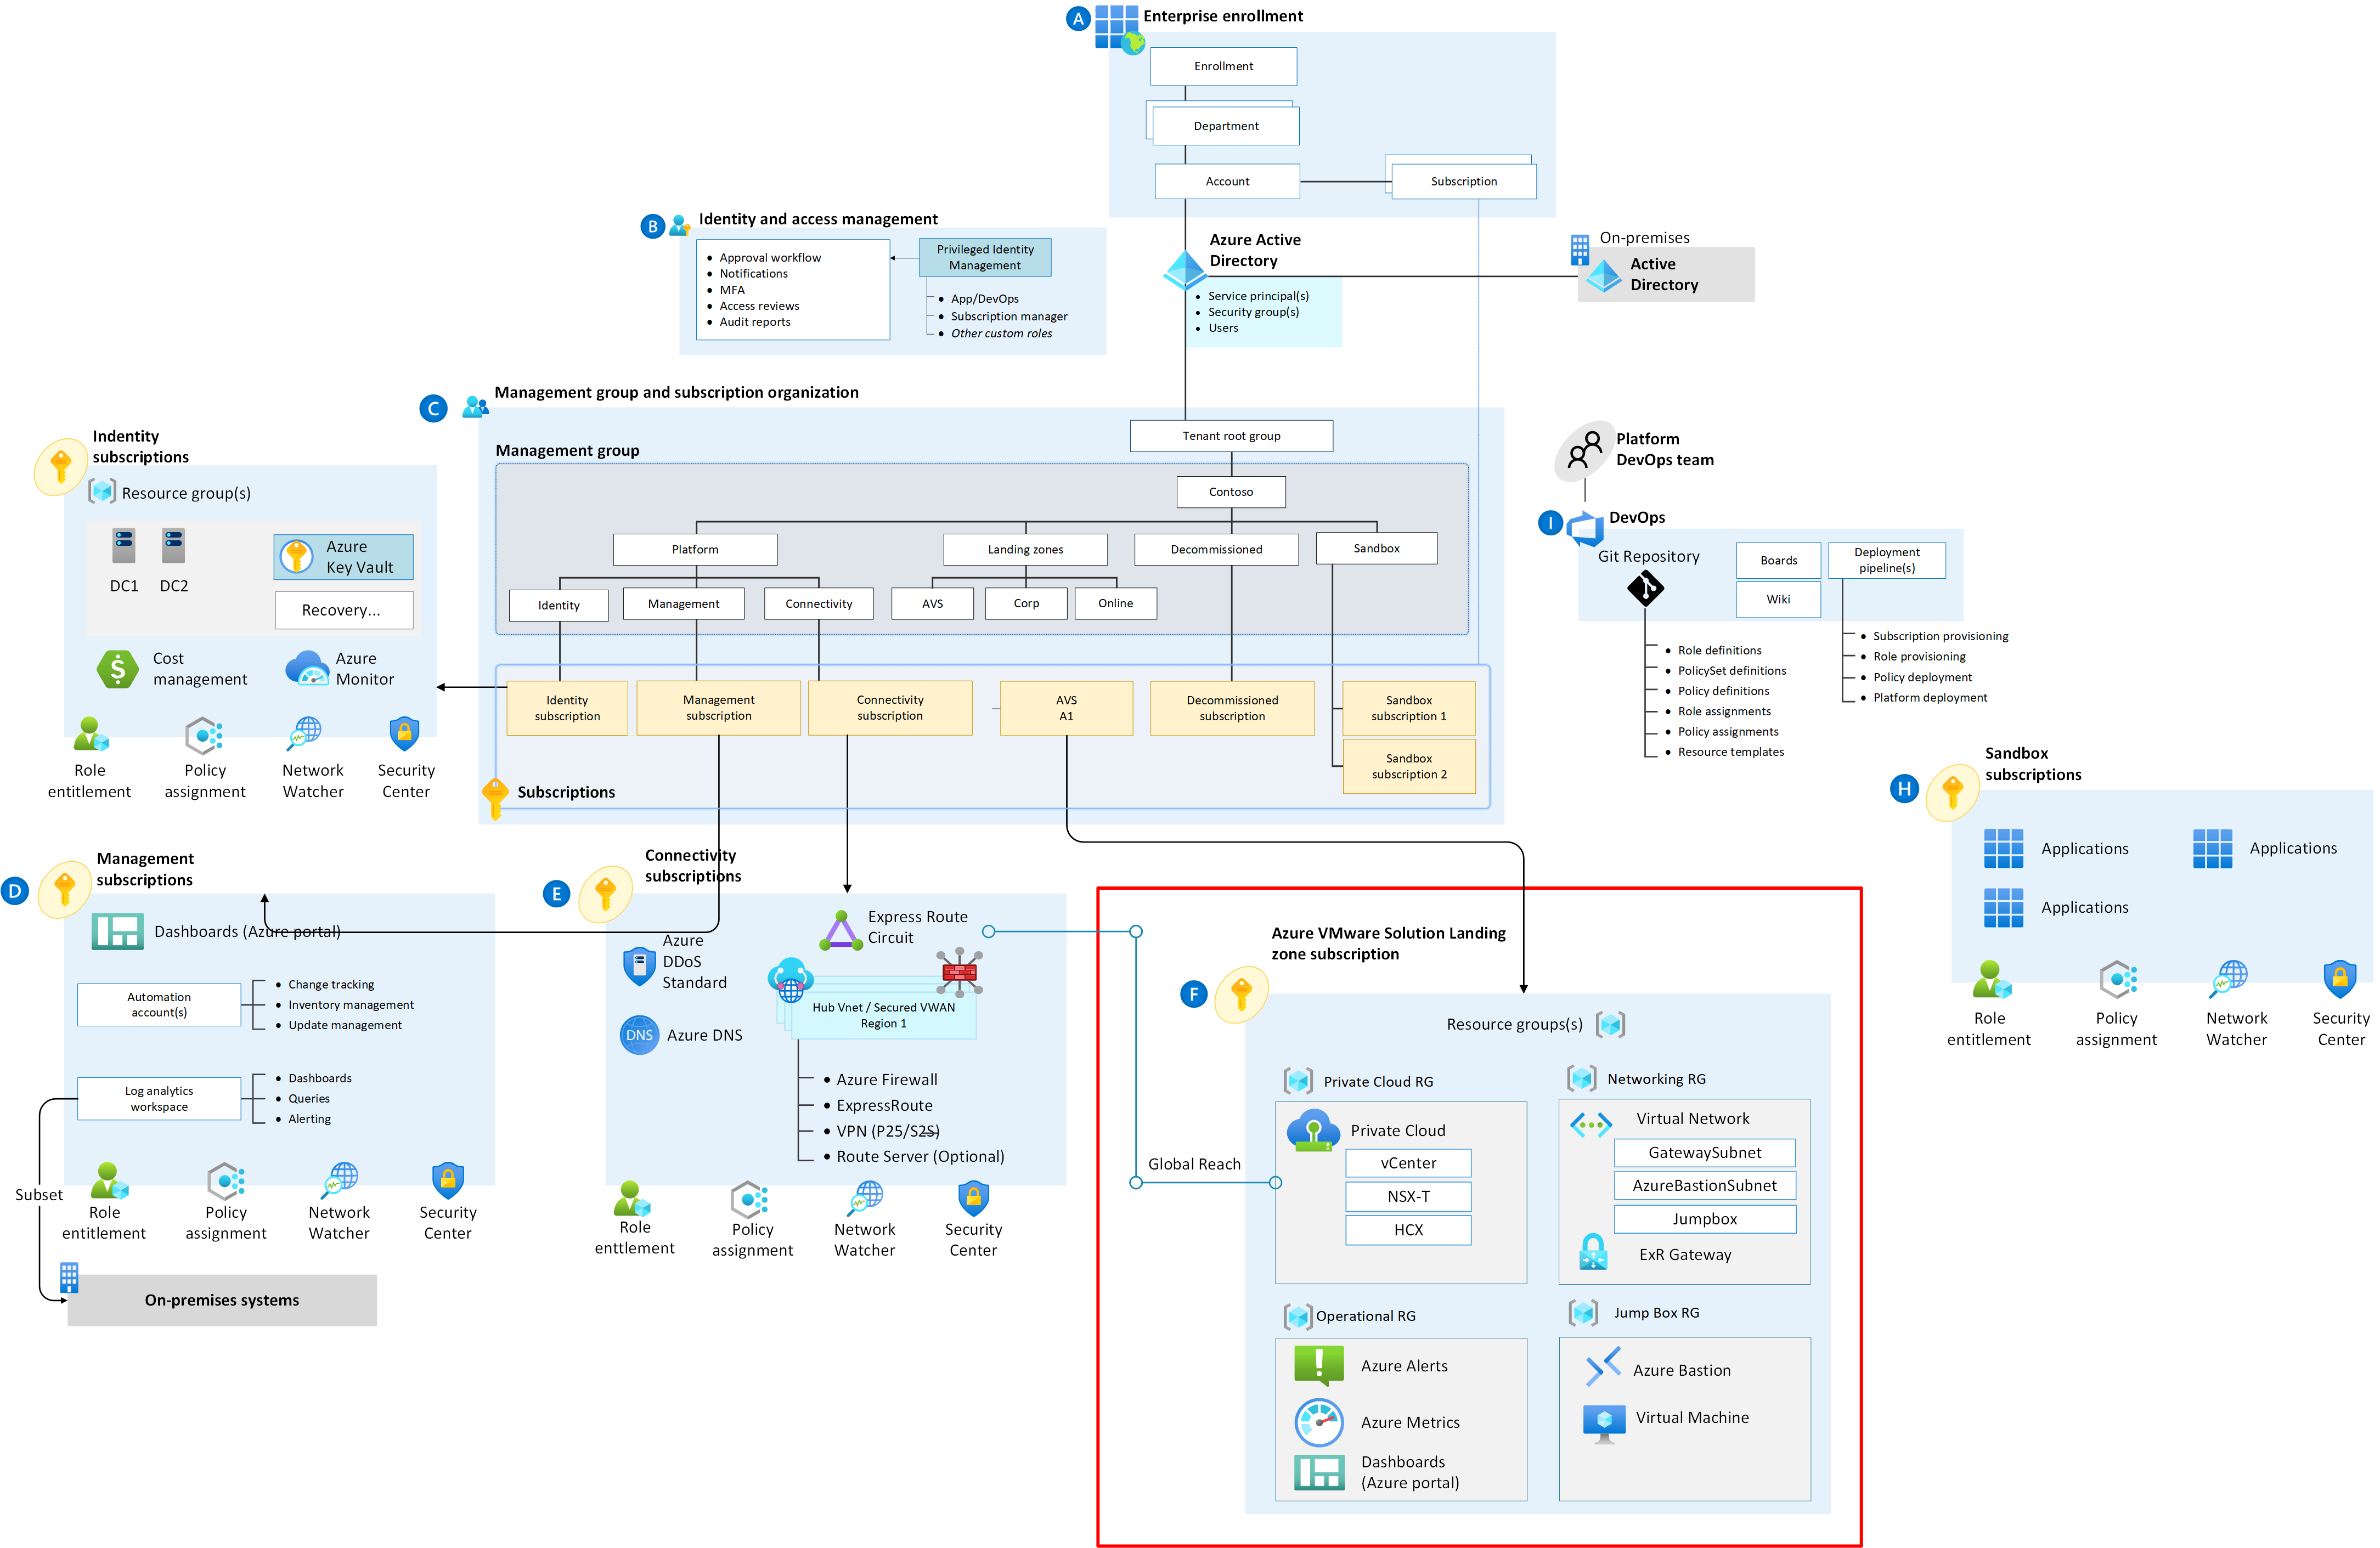 A
Enterprise enrollment
Enrollment
Department
Account
Subscription
B
Identity and access management
Approval workflow
Notifications
MFA
Access reviews
Audit reports
Privileged Identity
Management
App/DevOps
Subscription manager
Other custom roles
Azure Active
Directory
Service principal(s)
Security group(s)
Users
On-premises
Active
Directory
C
Management group and subscription organization
Tenant root group
Management group
Contoso
Platform
Landing zones
Decommissioned
Sandbox
Identity
Management
Connectivity
AVS
Corp
Online
Identity
subscription
Management
subscription
Connectivity
subscription
AVS
A1
Decommissioned
subscription
Sandbox
subscription 1
Sandbox
subscription 2
Subscriptions
Indentity
subscriptions
Resource group(s)
DC1
DC2
Azure
Key Vault
Recovery...
Cost
management
Azure
Monitor
Role
entitlement
Policy
assignment
Network
Watcher
Security
Center
Platform
DevOps team
I
DevOps
Git Repository
Boards
Wiki
Deployment
pipeline(s)
Role definitions
PolicySet definitions
Policy definitions
Role assignments
Policy assignments
Resource templates
Subscription provisioning
Role provisioning
Policy deployment
Platform deployment
H
Sandbox
subscriptions
Applications
Applications
Applications
Role
entitlement
Policy
assignment
Network
Watcher
Security
Center
D
Management
subscriptions
Dashboards (Azure portal)
Automation
account(s)
Change tracking
Inventory management
Update management
Log analytics
workspace
Dashboards
Queries
Alerting
Subset
Role
entitlement
Policy
assignment
Network
Watcher
Security
Center
On-premises systems
E
Connectivity
subscriptions
Express Route
Circuit
Azure
DDoS
Standard
Azure DNS
DNS
Hub Vnet / Secured VWAN
Region 1
Azure Firewall
ExpressRoute
VPN (P25/S2S)
Route Server (Optional)
Role
enttlement
Policy
assignment
Network
Watcher
Security
Center
Global Reach
Azure VMware Solution Landing
zone subscription
F
Resource groups(s)
Private Cloud RG
Private Cloud
vCenter
NSX-T
HCX
Networking RG
Virtual Network
GatewaySubnet
AzureBastionSubnet
Jumpbox
ExR Gateway
Operational RG
Azure Alerts
Azure Metrics
Dashboards
(Azure portal)
Jump Box RG
Azure Bastion
Virtual Machine